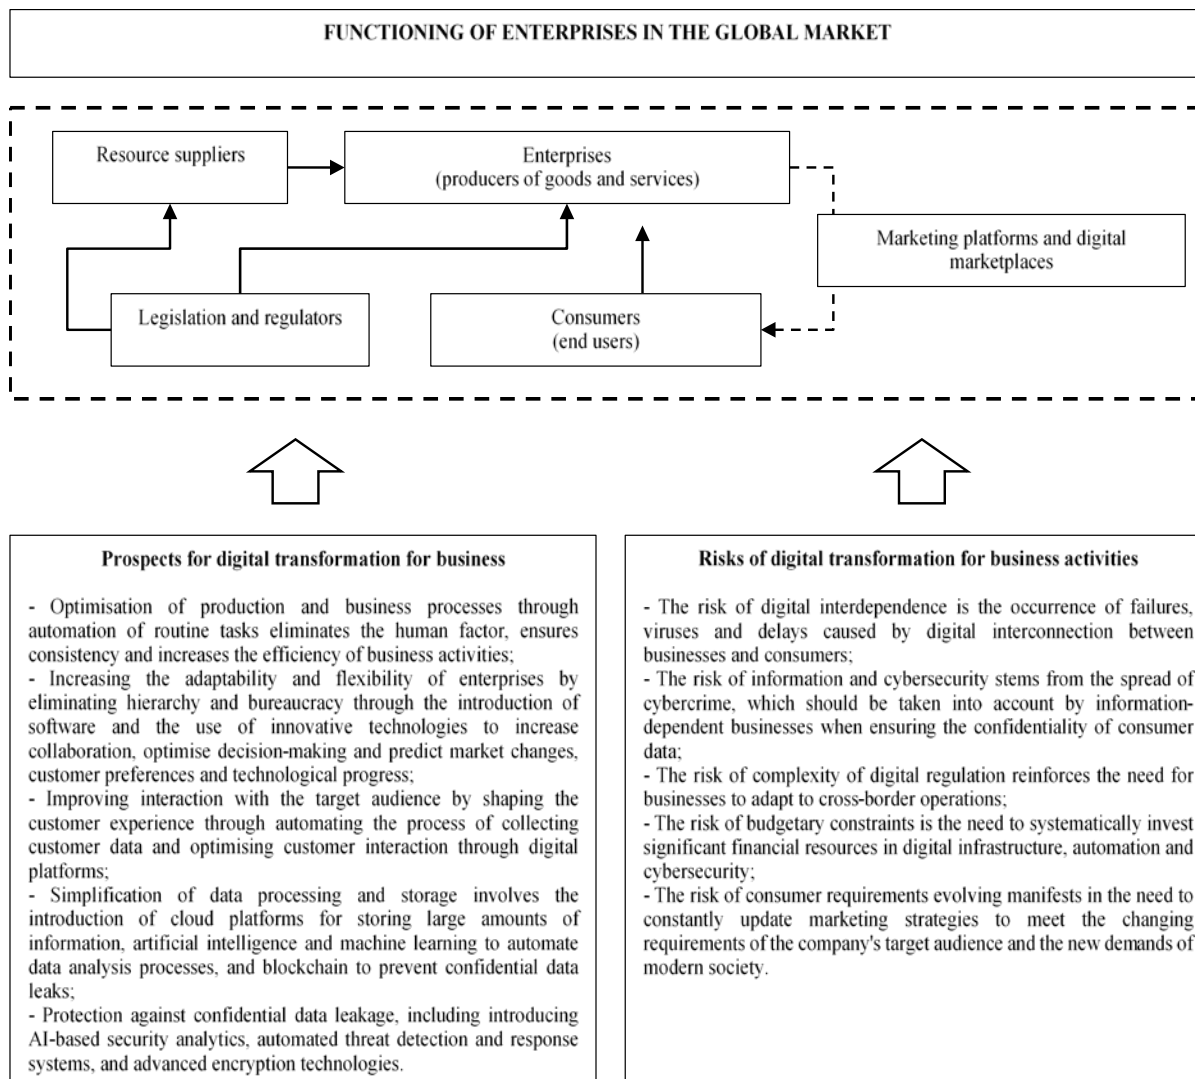 FUNCTIONING OF ENTERPRISES IN THE GLOBAL MARKET
Resource suppliers
Enterprises
(producers of goods and services)
Marketing platforms and digital
marketplaces
Legislation and regulators
Consumers
(end users)
Prospects for digital transformation for business
- Optimisation of production and business processes through
automation of routine tasks eliminates the human factor, ensures
consistency and increases the efficiency of business activities;
- Increasing the adaptability and flexibility of enterprises by
eliminating hierarchy and bureaucracy through the introduction of
software and the use of innovative technologies to increase
collaboration, optimise decision-making and predict market changes,
customer preferences and technological progress;
- Improving interaction with the target audience by shaping the
customer experience through automating the process of collecting
customer data and optimising customer interaction through digital
platforms;
- Simplification of data processing and storage involves the
introduction of cloud platforms for storing large amounts of
information, artificial intelligence and machine learning to automate
data analysis processes, and blockchain to prevent confidential data
leaks;
- Protection against confidential data leakage, including introducing
AI-based security analytics, automated threat detection and response
systems, and advanced encryption technologies.
Risks of digital transformation for business activities
- The risk of digital interdependence is the occurrence of failures,
viruses and delays caused by digital interconnection between
businesses and consumers;
- The risk of information and cybersecurity stems from the spread of
cybercrime, which should be taken into account by information-
dependent businesses when ensuring the confidentiality of consumer
data;
- The risk of complexity of digital regulation reinforces the need for
businesses to adapt to cross-border operations;
- The risk of budgetary constraints is the need to systematically invest
significant financial resources in digital infrastructure, automation and
cybersecurity;
- The risk of consumer requirements evolving manifests in the need to
constantly update marketing strategies to meet the changing
requirements of the company's target audience and the new demands of
modern society.